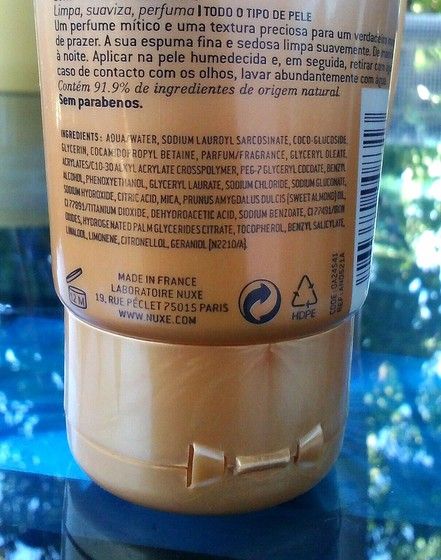 Limpa, suaviza, perfuma | TODO O TIPO DE PELE
Um perfume mítico e uma textura preciosa para um verdadeiro
de prazer. A sua espuma fina e sedosa limpa suavemente. De
à noite. Aplicar na pele humedecida e, em seguida, retirar com
caso de contacto com os olhos, lavar abundantemente com água.
Contém 91.9% de ingredientes de origem natural.
Sem parabenos.
INGREDIENTS: AQUA/WATER, SODIUM LAUROYL SARCOSINATE, COCO-GLUCOSIDE,
GLYCERIN, COCAMIDOPROPYL BETAINE, PARFUM/FRAGRANCE, GLYCERYL OLEATE,
ACRYLATES/C10-30 ALKYL ACRYLATE CROSSPOLYMER, PEG-7 GLYCERYL COCOATE, BENZYL
ALCOHOL, PHENOXYETHANOL, GLYCERYL LAURATE, SODIUM CHLORIDE, SODIUM GLUCONATE,
SODIUM HYDROXIDE, CITRIC ACID, MICA, PRUNUS AMYGDALUS DULCIS (SWEET ALMOND) OIL,
CI 77891/TITANIUM DIOXIDE, DEHYDROACETIC ACID, SODIUM BENZOATE, CI 77491/IRON
OXIDES, HYDROGENATED PALM GLYCERIDES CITRATE, TOCOPHEROL, BENZYL SALICYLATE,
LINALOOL, LIMONENE, CITRONELLOL, GERANIOL [N2210/A].
12 M
MADE IN FRANCE
LABORATOIRE NUXE
19, RUE PÉCLET 75015 PARIS
WWW.NUXE.COM
HDPE
CODE: OA24541